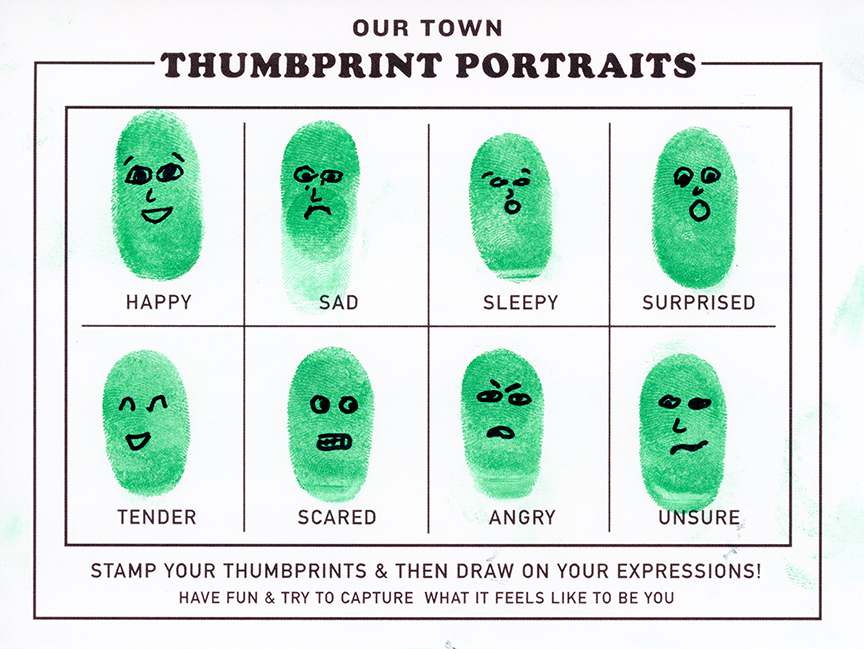 OUR TOWN
THUMBPRINT PORTRAITS
HAPPY
SAD
SLEEPY
SURPRISED
TENDER
SCARED
ANGRY
UNSURE
STAMP YOUR THUMBPRINTS & THEN DRAW ON YOUR EXPRESSIONS!
HAVE FUN & TRY TO CAPTURE WHAT IT FEELS LIKE TO BE YOU